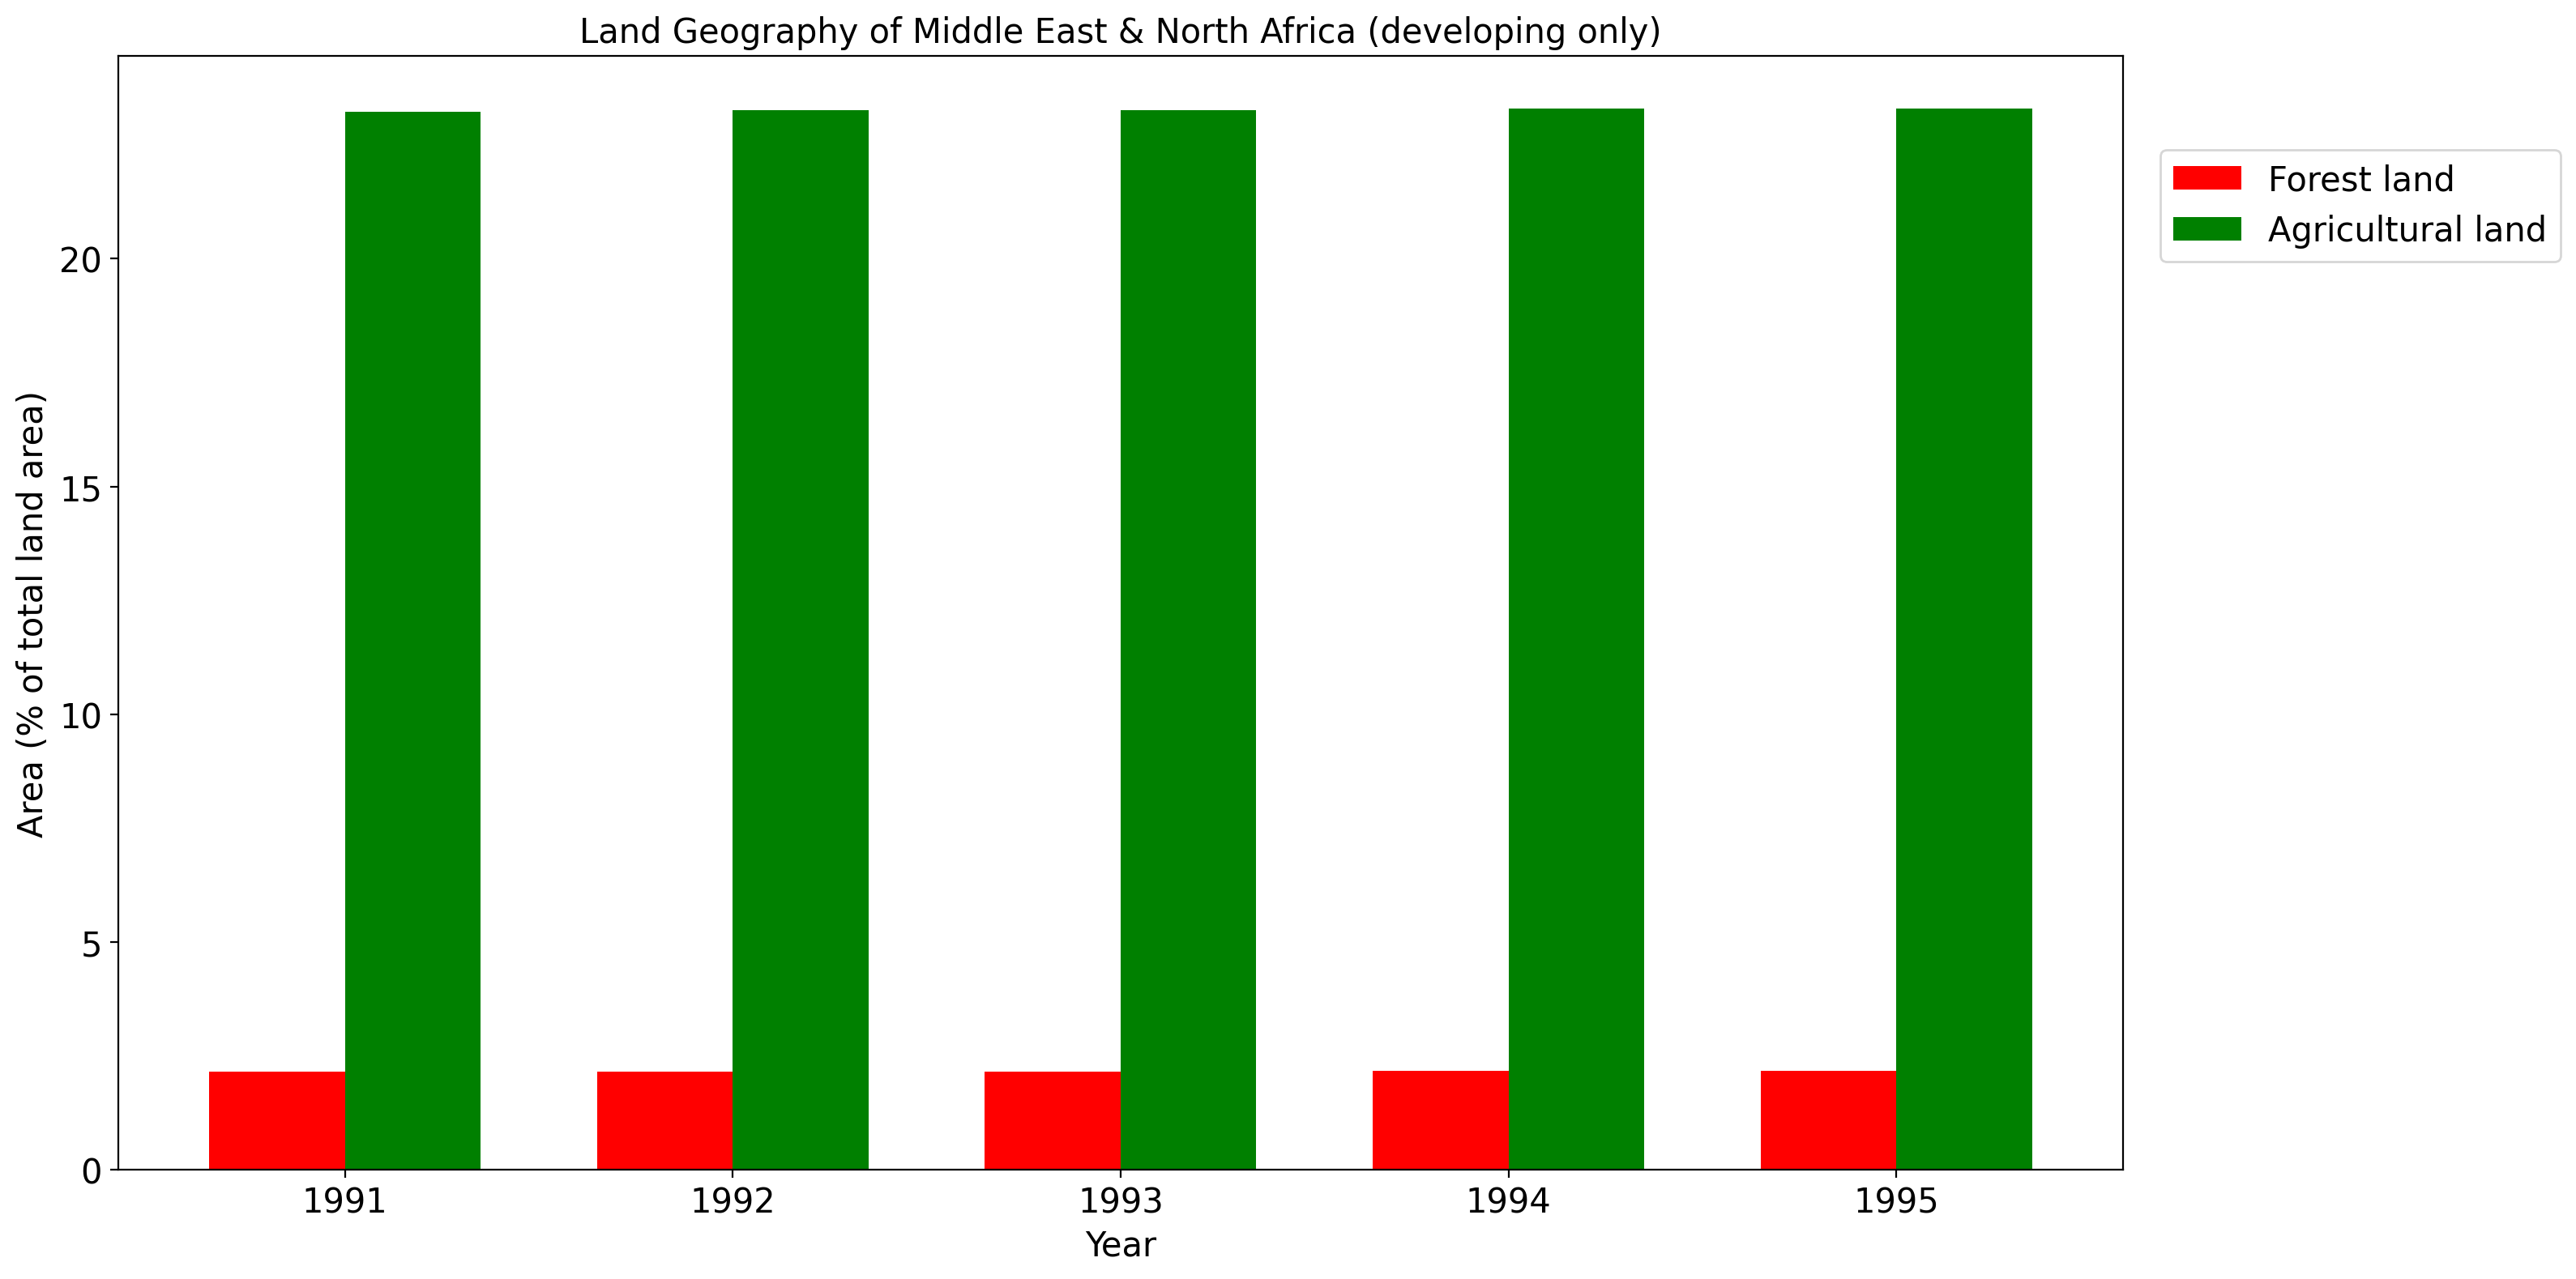 Land Geography of Middle East & North Africa (developing only)
Forest land
Agricultural land
Area (% of total land area)
20
15
10
5
0
1991 1992 1993 1994 1995
Year